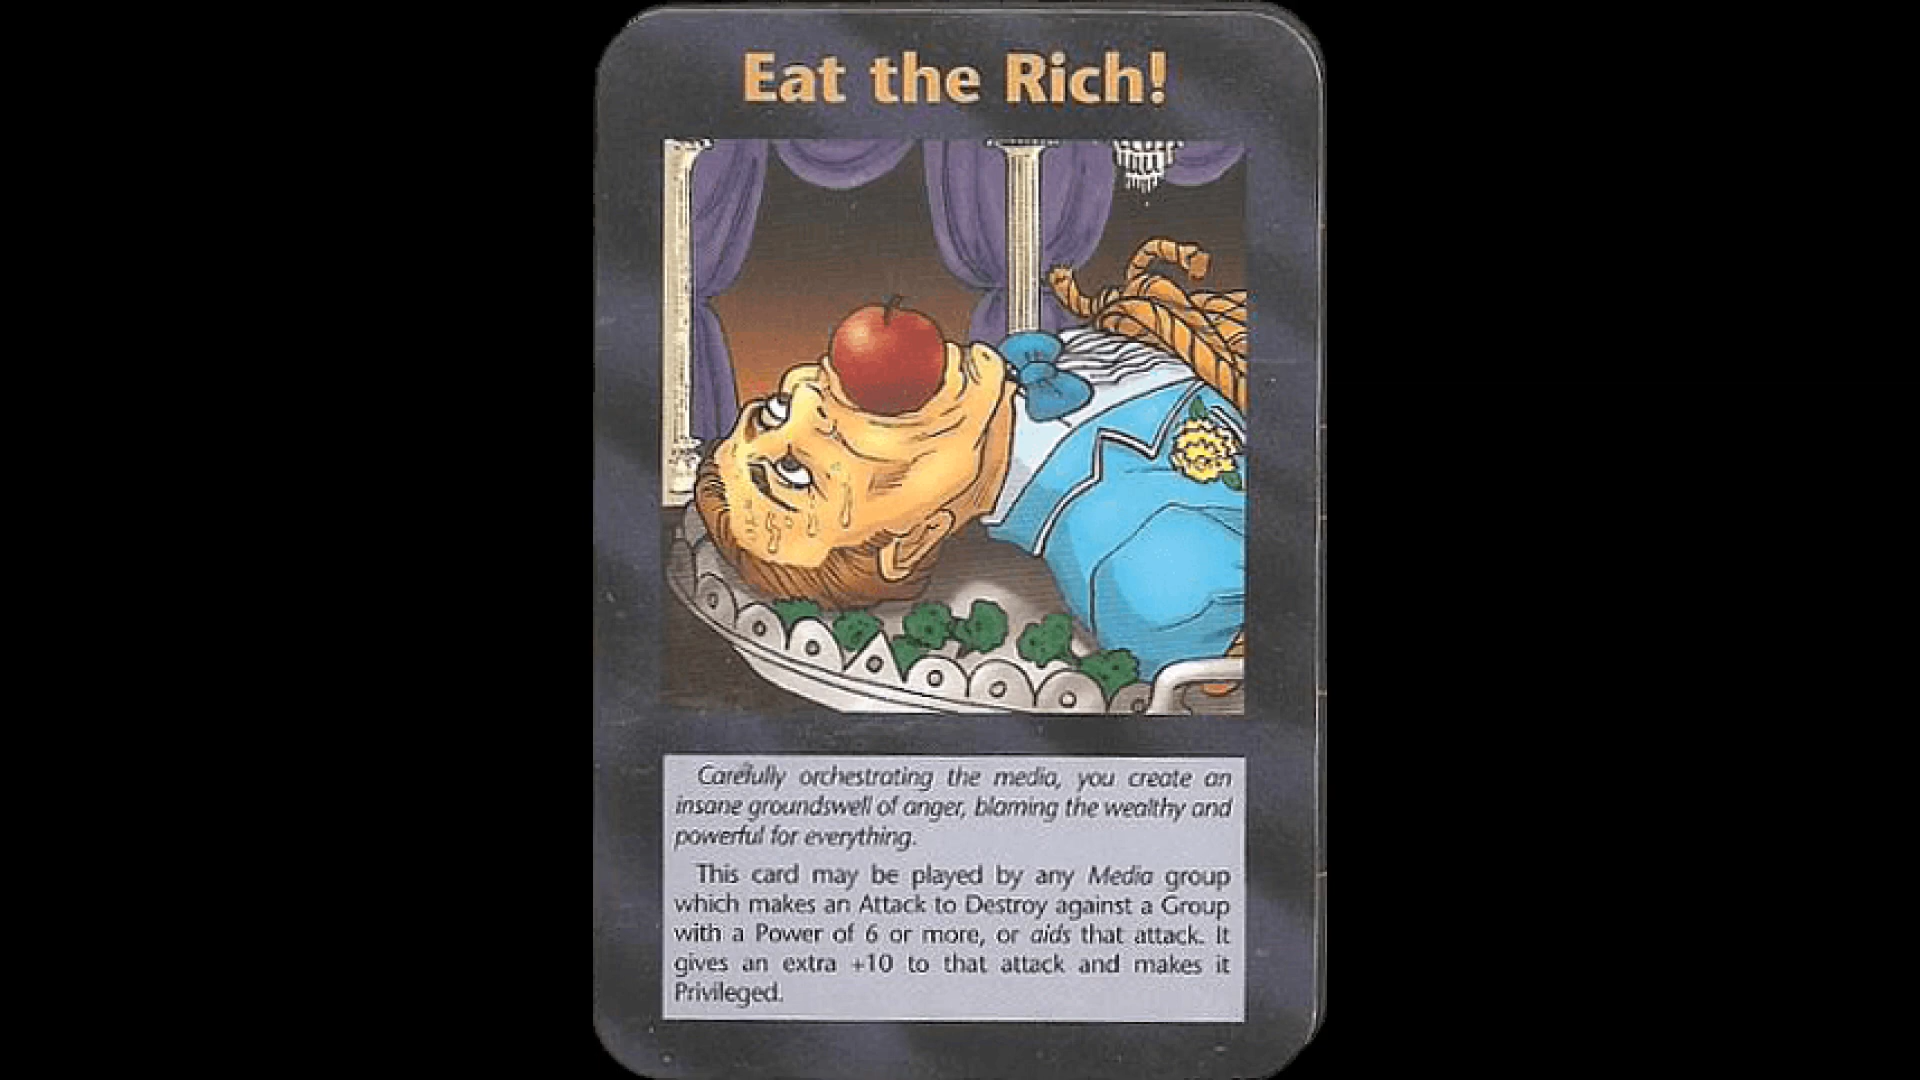 Eat the Rich!
Carefully orchestrating the media, you create an
insane groundswell of anger, blaming the wealthy and
powerful for everything.
This card may be played by any Media group
which makes an Attack to Destroy against a Group
with a Power of 6 or more, or aids that attack. It
gives an extra +10 to that attack and makes it
Privileged.